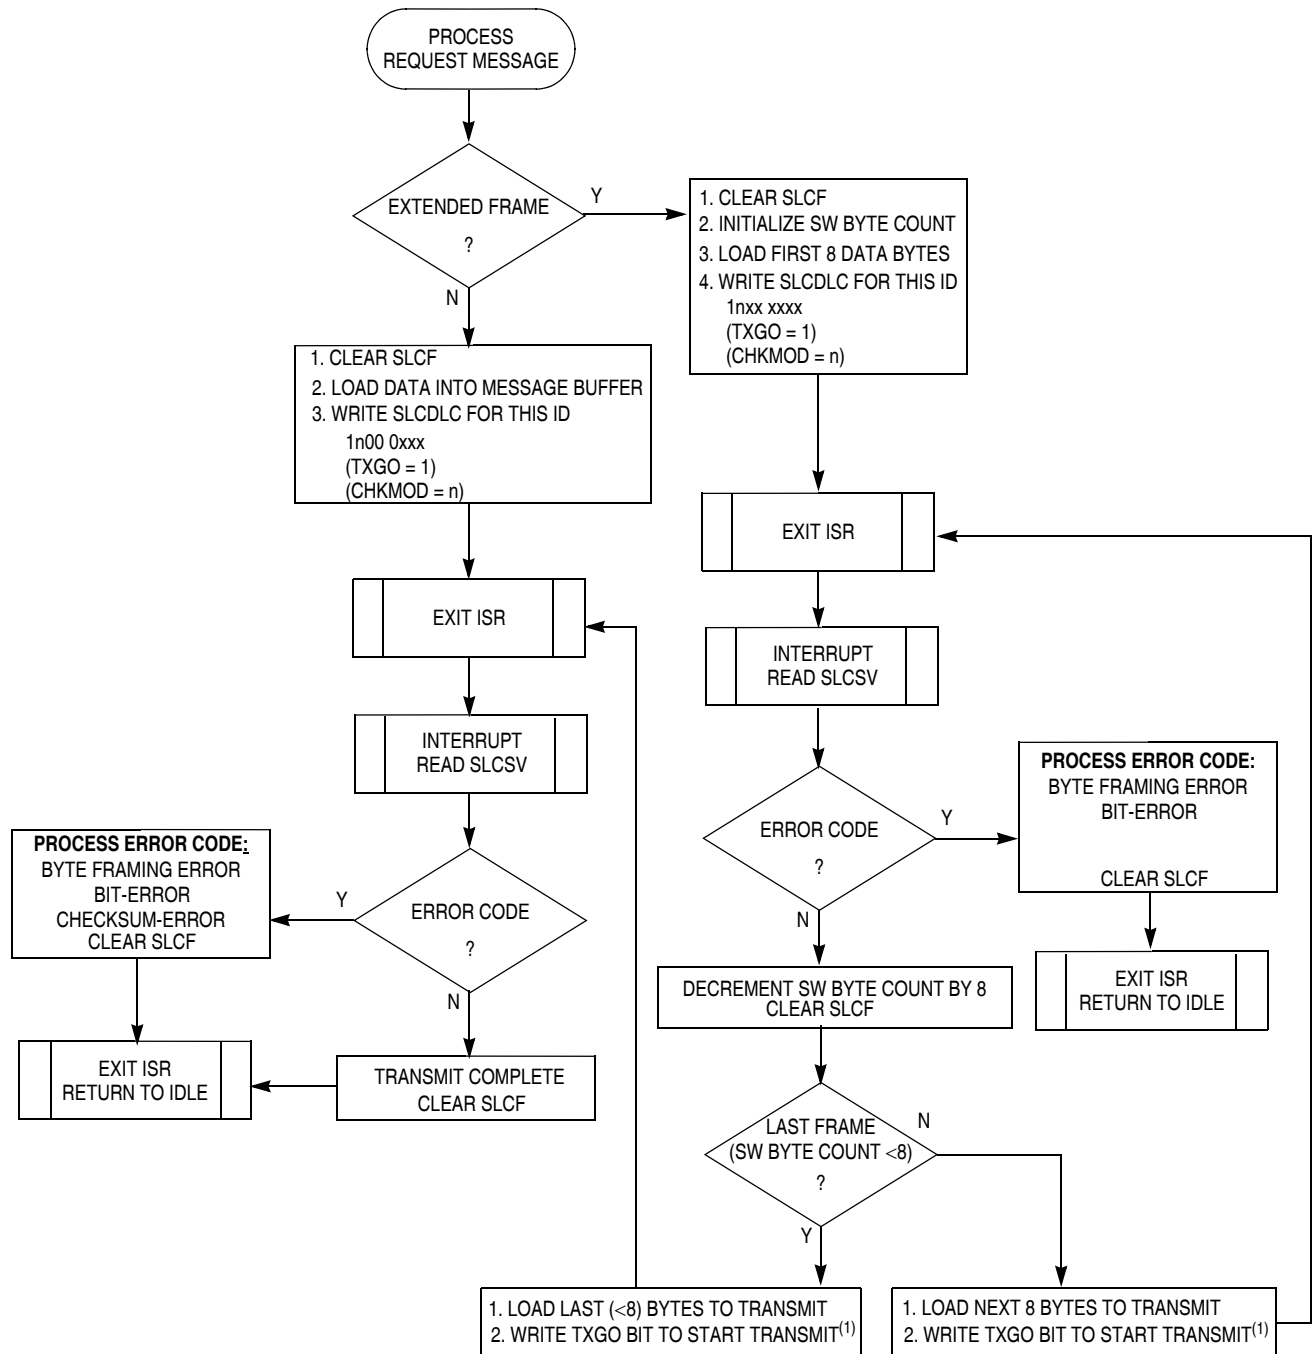 PROCESS
REQUEST MESSAGE
EXTENDED FRAME
?
Y
N
1. CLEAR SLCF
2. INITIALIZE SW BYTE COUNT
3. LOAD FIRST 8 DATA BYTES
4. WRITE SLCDLC FOR THIS ID
1nxx xxxx
(TXGO = 1)
(CHKMOD = n)
1. CLEAR SLCF
2. LOAD DATA INTO MESSAGE BUFFER
3. WRITE SLCDLC FOR THIS ID
1n00 0xxx
(TXGO = 1)
(CHKMOD = n)
EXIT ISR
EXIT ISR
INTERRUPT
READ SLCSV
INTERRUPT
READ SLCSV
ERROR CODE
?
Y
N
PROCESS ERROR CODE:
BYTE FRAMING ERROR
BIT-ERROR
CLEAR SLCF
PROCESS ERROR CODE:
BYTE FRAMING ERROR
BIT-ERROR
CHECKSUM-ERROR
CLEAR SLCF
Y
ERROR CODE
?
N
DECREMENT SW BYTE COUNT BY 8
CLEAR SLCF
EXIT ISR
RETURN TO IDLE
EXIT ISR
RETURN TO IDLE
TRANSMIT COMPLETE
CLEAR SLCF
LAST FRAME
(SW BYTE COUNT <8)
?
N
Y
1. LOAD LAST (<8) BYTES TO TRANSMIT
2. WRITE TXGO BIT TO START TRANSMIT(1)
1. LOAD NEXT 8 BYTES TO TRANSMIT
2. WRITE TXGO BIT TO START TRANSMIT(1)